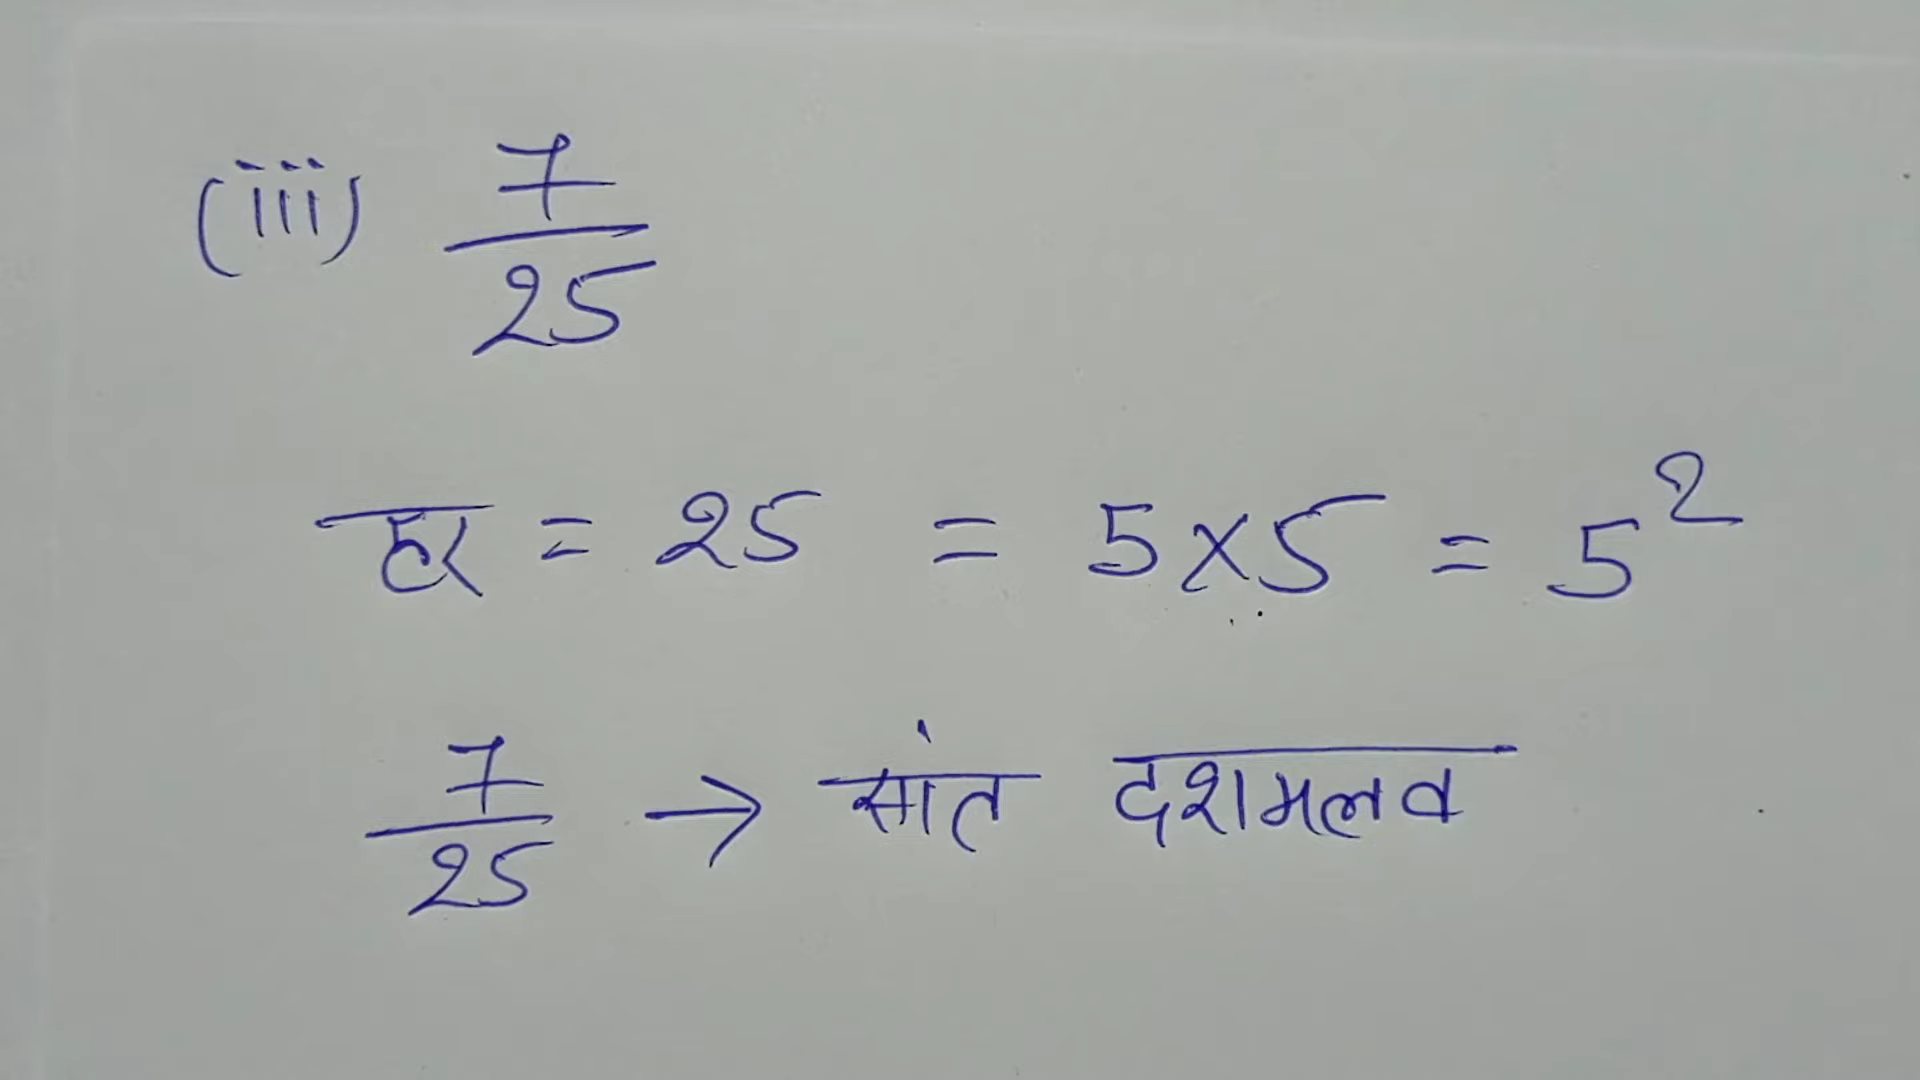 (iii) 7/25
हर = 25 = 5×5 = 5²
7/25 → सांत दशमलव